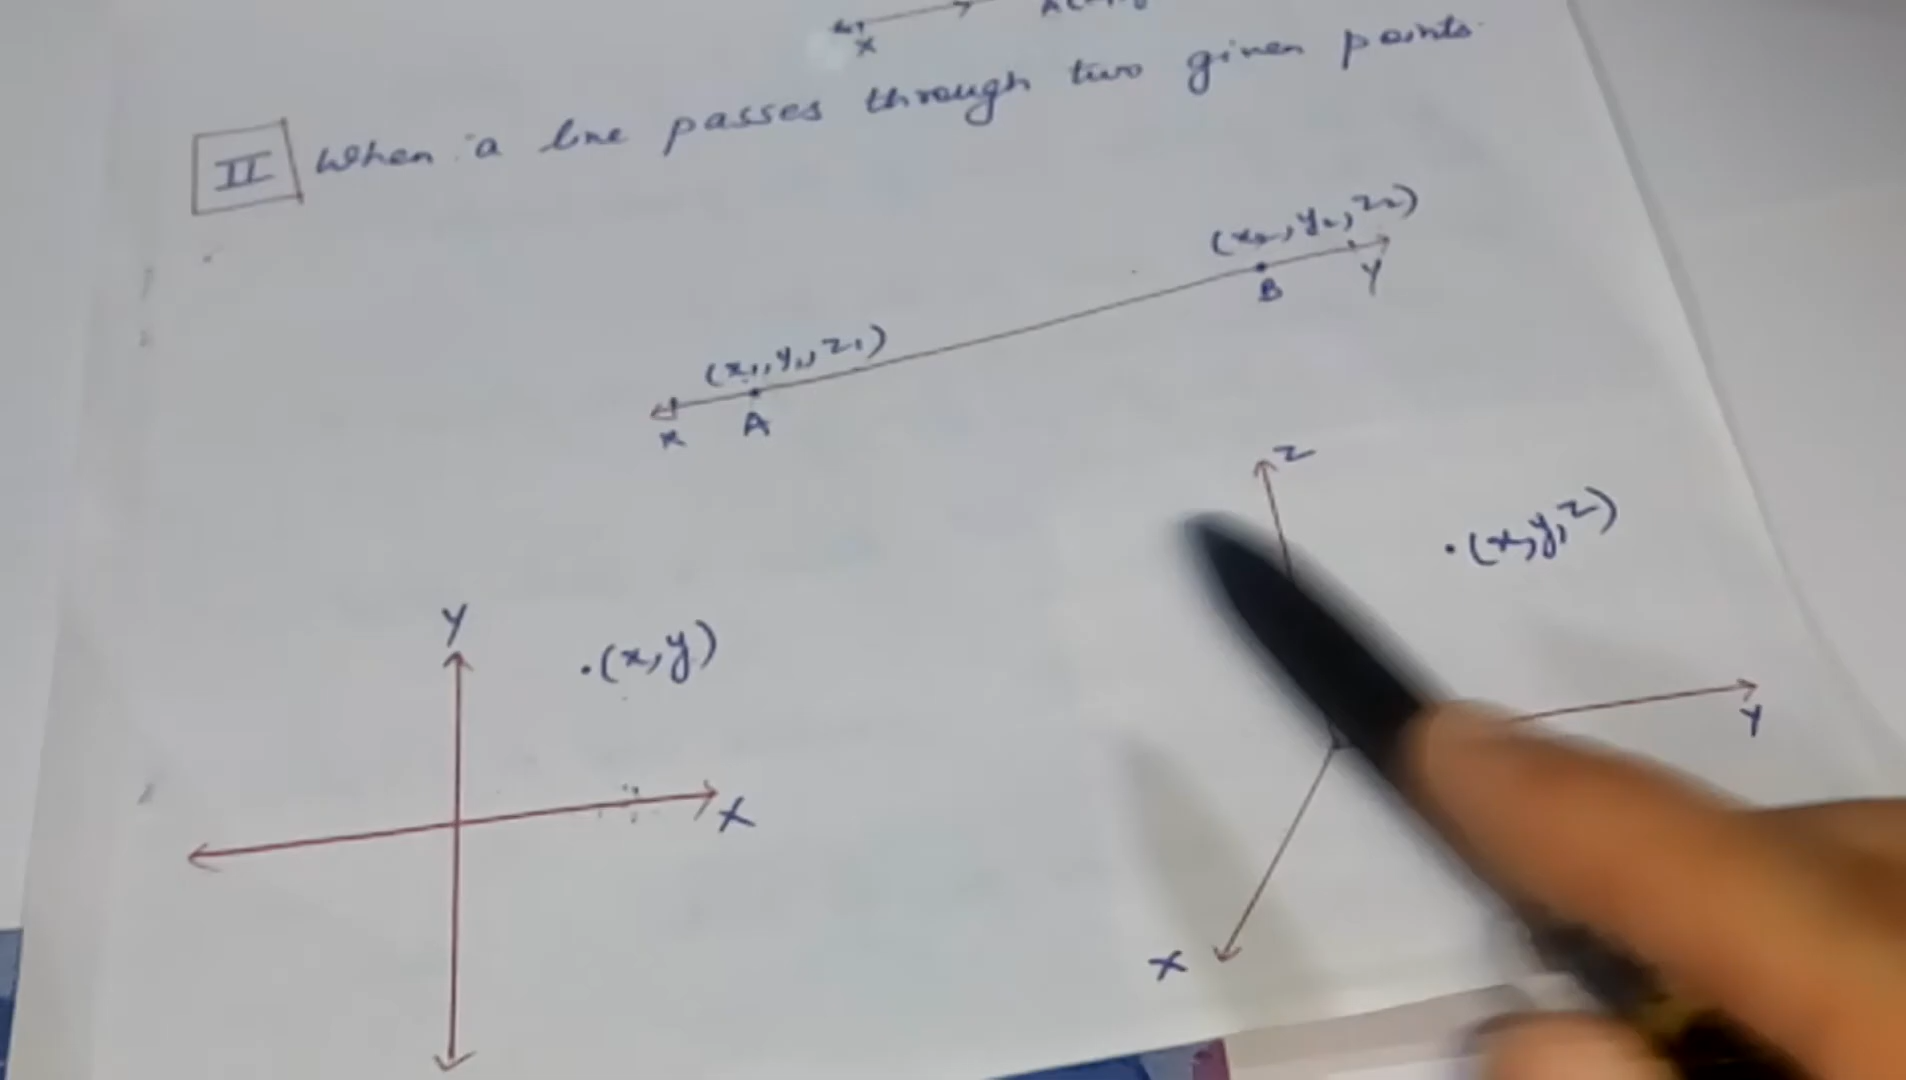 X
II When a line passes through two given points.
(x₂, y₂, z₂)
B
Y
(x₁, y₁, z₁)
X
A
Z
.(x,y,z)
Y
.(x,y)
Y
X
X